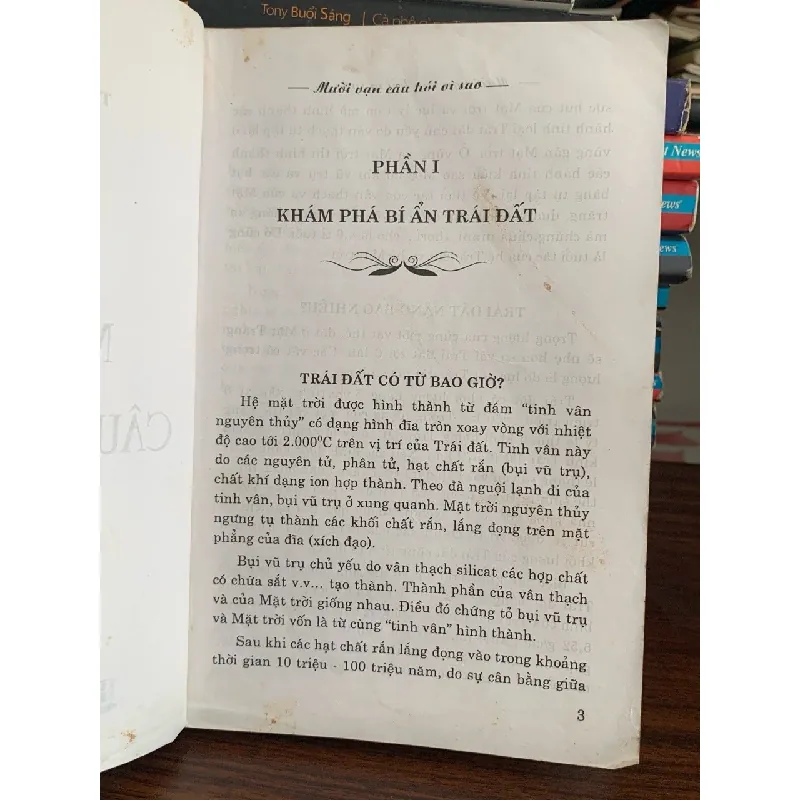 Tony Buổi Sáng
Mười vạn câu hỏi vì sao
PHẦN I
KHÁM PHÁ BÍ ẨN TRÁI ĐẤT
TRÁI ĐẤT CÓ TỪ BAO GIỜ?
Hệ mặt trời được hình thành từ đám "tinh vân
nguyên thủy" có dạng hình đĩa tròn xoay vòng với nhiệt
độ cao tới 2.000⁰C trên vị trí của Trái đất. Tinh vân này
do các nguyên tử, phân tử, hạt chất rắn (bụi vũ trụ),
chất khí dạng ion hợp thành. Theo đà nguội lạnh đi của
tinh vân, bụi vũ trụ ở xung quanh. Mặt trời nguyên thủy
ngưng tụ thành các khối chất rắn, lắng đọng trên mặt
phẳng của đĩa (xích đạo).
Bụi vũ trụ chủ yếu do vân thạch silicat các hợp chất
có chứa sắt v.v... tạo thành. Thành phần của vân thạch
và của Mặt trời giống nhau. Điều đó chứng tỏ bụi vũ trụ
và Mặt trời vốn là từ cùng "tinh vân" hình thành.
Sau khi các hạt chất rắn lắng đọng vào trong khoảng
thời gian 10 triệu - 100 triệu năm, do sự cân bằng giữa
3
News